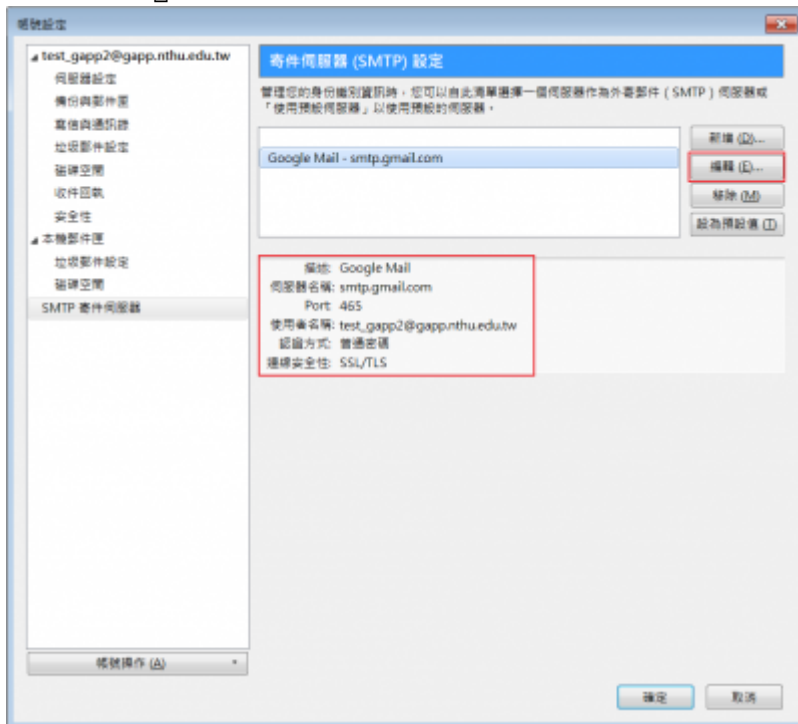 帳號設定
test_gapp2@gapp.nthu.edu.tw
伺服器設定
備份與郵件匣
寫信與通訊錄
垃圾郵件設定
磁碟空間
收件回執
安全性
本機郵件匣
垃圾郵件設定
磁碟空間
SMTP 寄件伺服器
帳號操作 (A)
寄件伺服器 (SMTP) 設定
管理您的身份識別資訊時，您可以自此清單選擇一個伺服器作為外寄郵件 ( SMTP ) 伺服器或
「使用預設伺服器」以使用預設的伺服器。
Google Mail - smtp.gmail.com
新增 (D)...
編輯 (E)...
移除 (M)
設為預設值 (T)
描述: Google Mail
伺服器名稱: smtp.gmail.com
Port: 465
使用者名稱: test_gapp2@gapp.nthu.edu.tw
認證方式: 普通密碼
連線安全性: SSL/TLS
確定
取消